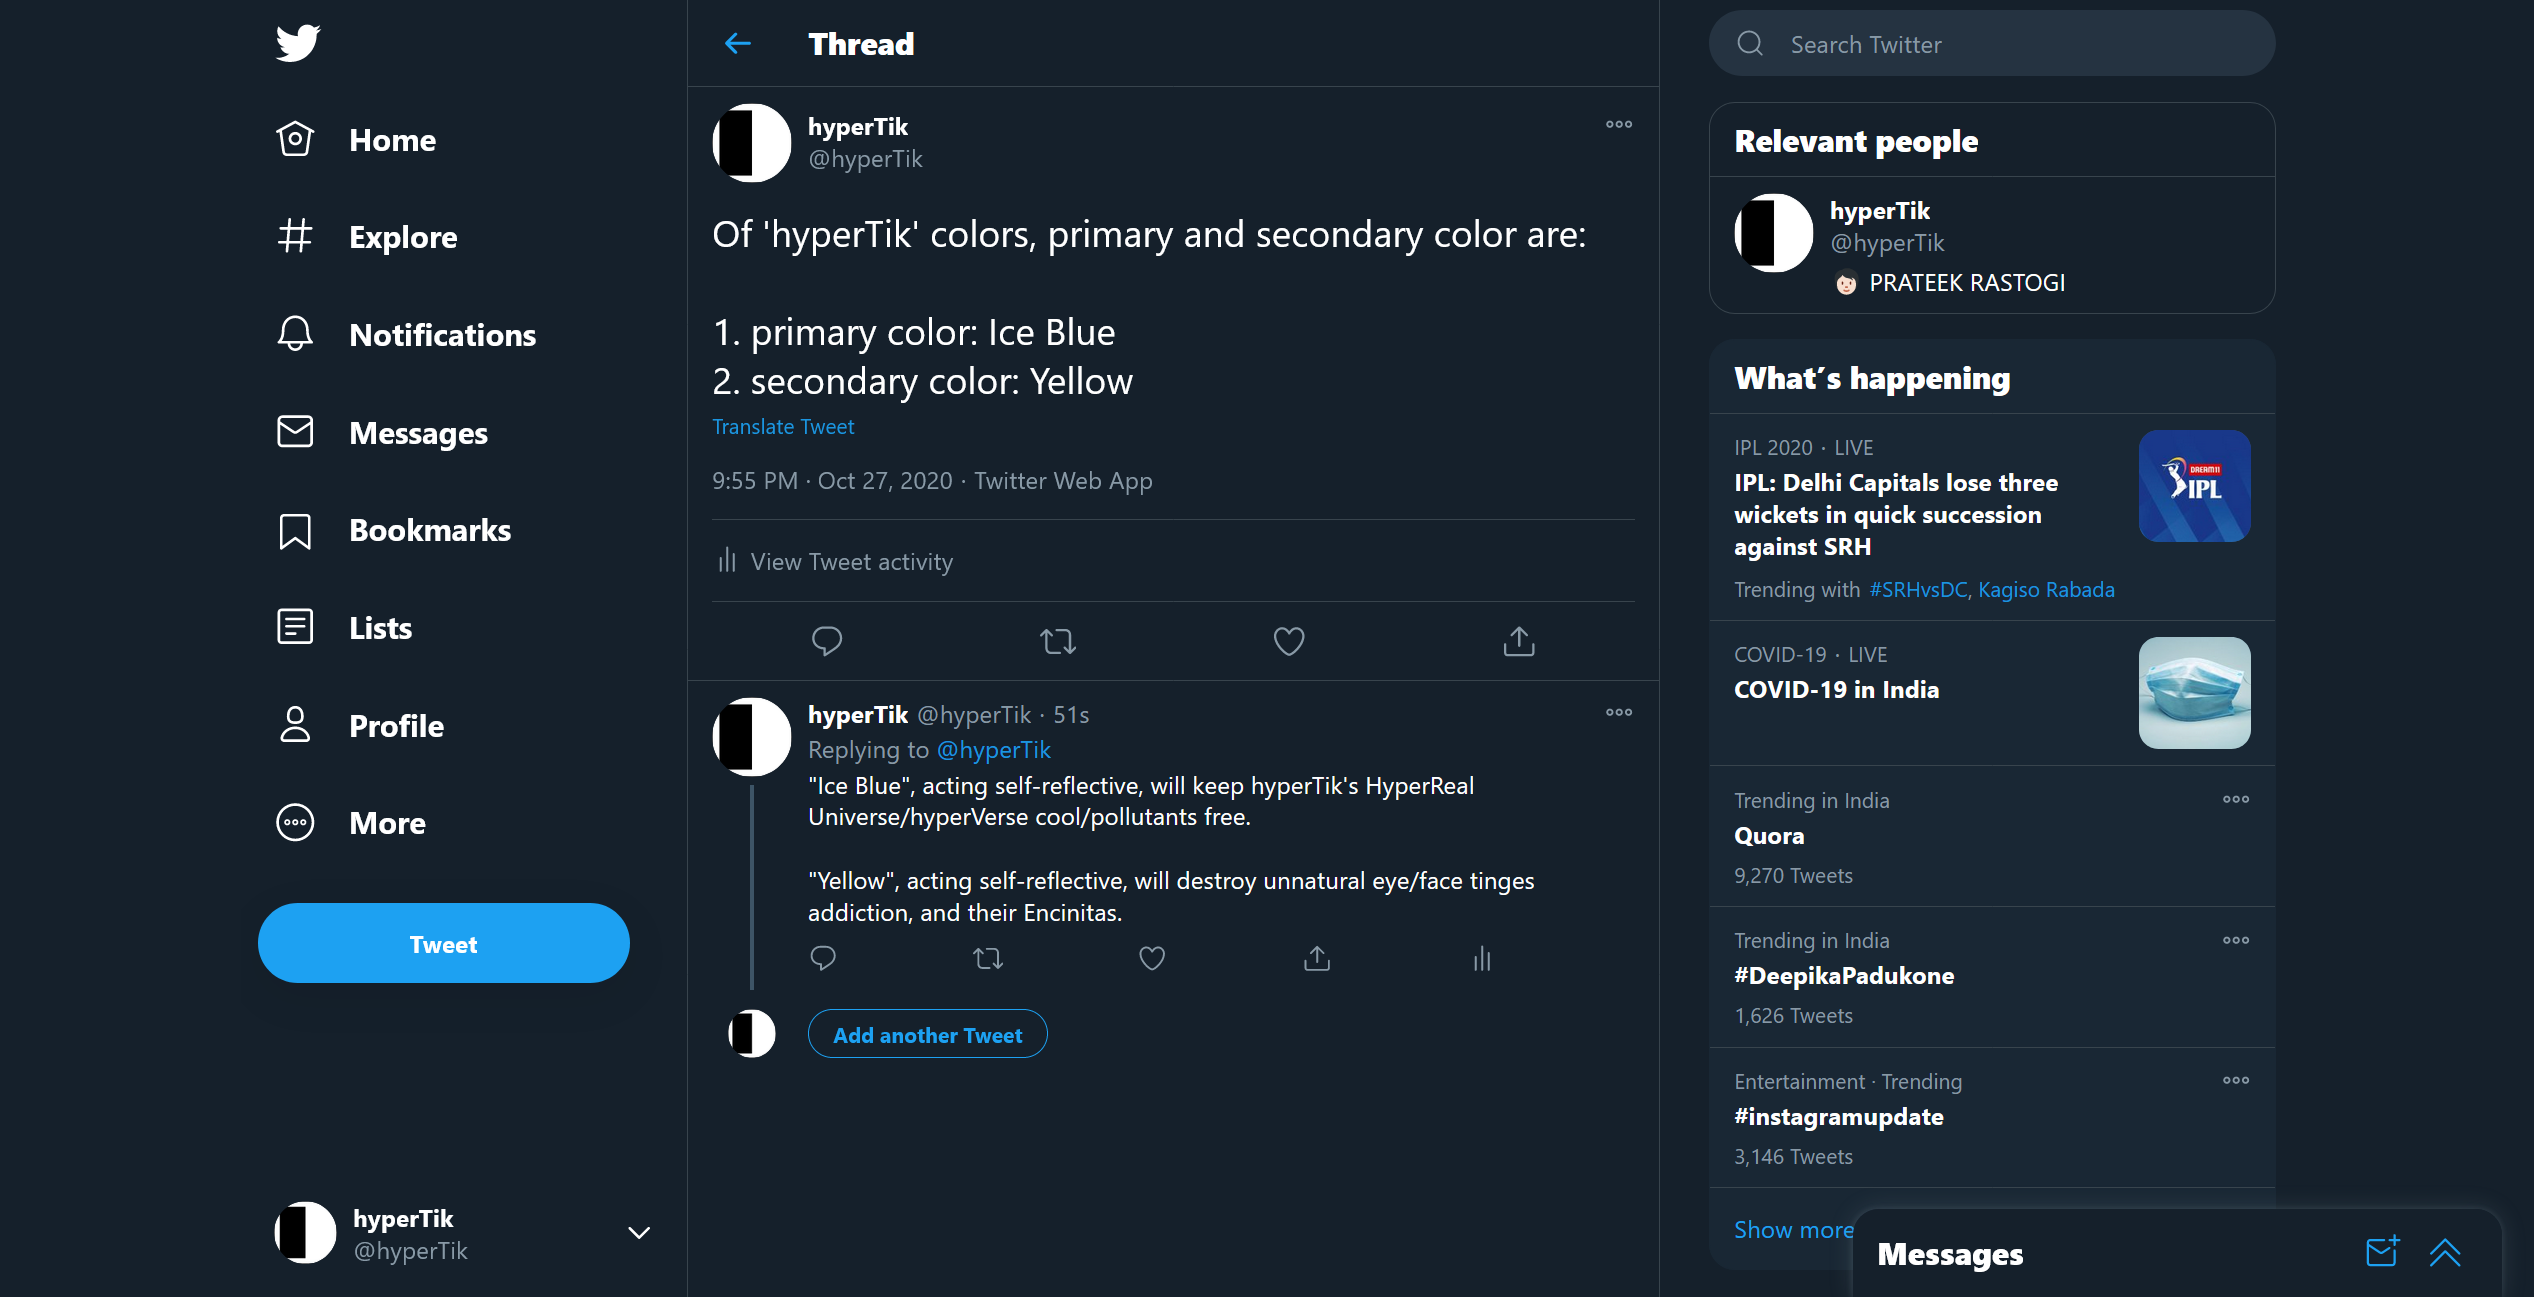 Home
Explore
Notifications
Messages
Bookmarks
Lists
Profile
More
Tweet
hyperTik
@hyperTik
Thread
hyperTik
@hyperTik
Of 'hyperTik' colors, primary and secondary color are:
1. primary color: Ice Blue
2. secondary color: Yellow
Translate Tweet
9:55 PM · Oct 27, 2020 · Twitter Web App
View Tweet activity
hyperTik @hyperTik · 51s
Replying to @hyperTik
"Ice Blue", acting self-reflective, will keep hyperTik's HyperReal
Universe/hyperVerse cool/pollutants free.
"Yellow", acting self-reflective, will destroy unnatural eye/face tinges
addiction, and their Encinitas.
Add another Tweet
Search Twitter
Relevant people
hyperTik
@hyperTik
PRATEEK RASTOGI
What's happening
IPL 2020 · LIVE
IPL: Delhi Capitals lose three
wickets in quick succession
against SRH
Trending with #SRHvsDC, Kagiso Rabada
DREAM11
IPL
COVID-19 · LIVE
COVID-19 in India
Trending in India
Quora
9,270 Tweets
Trending in India
#DeepikaPadukone
1,626 Tweets
Entertainment · Trending
#instagramupdate
3,146 Tweets
Show more
Messages